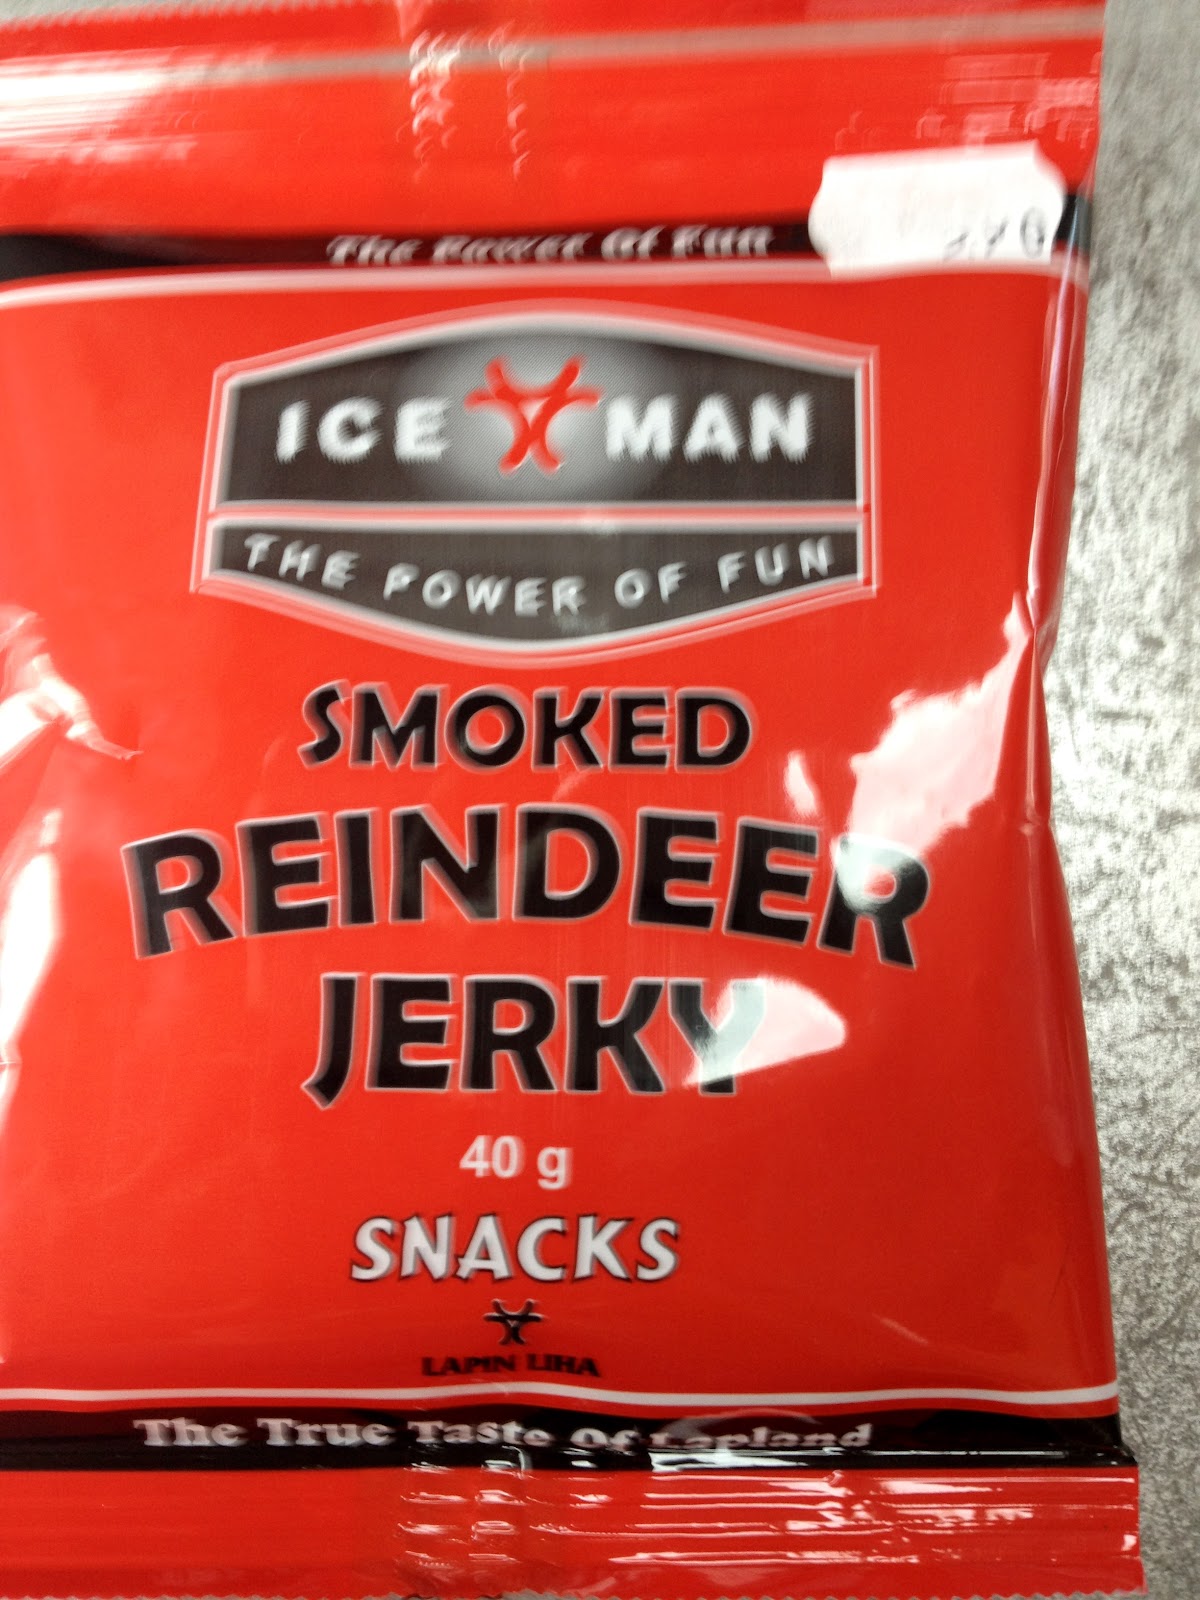 The Power Of Fun
ICE MAN
THE POWER OF FUN
SMOKED
REINDEER
JERKY
40 g
SNACKS
LAPIN LIHA
The True Taste Of Lapland